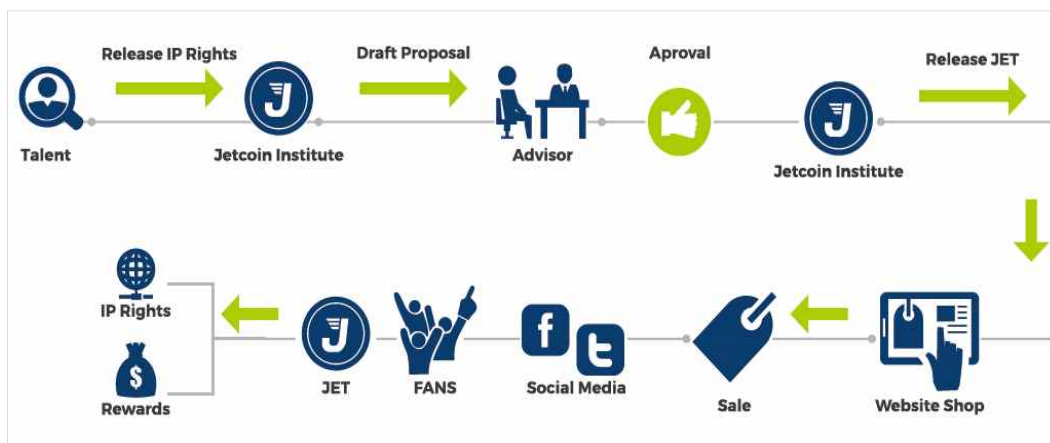 Release IP Rights
Draft Proposal
Aproval
Release JET
Talent
Jetcoin Institute
Advisor
Jetcoin Institute
IP Rights
Rewards
$
JET
FANS
Social Media
Sale
Website Shop